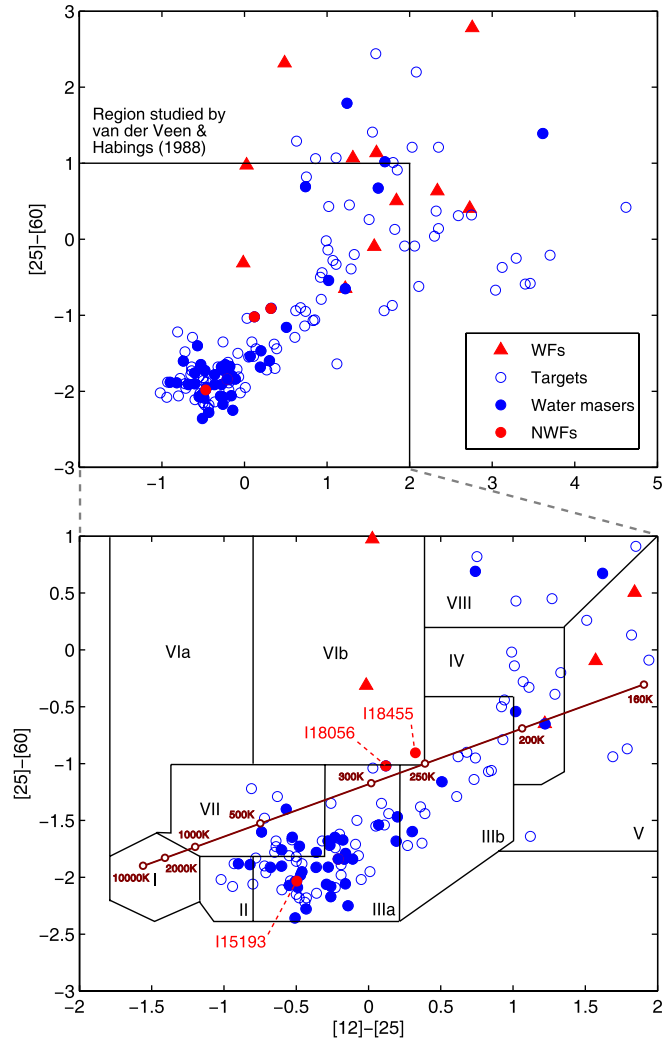 3
2
1
0
−1
−2
−3
[25]−[60]
Region studied by
van der Veen &
Habings (1988)
WFs
Targets
Water masers
NWFs
−1 0 1 2 3 4 5
1
0.5
0
−0.5
−1
−1.5
−2
−2.5
−3
[25]−[60]
VIa
VIb
VIII
IV
I18455
I18056
160K
200K
250K
300K
VII
500K
1000K
2000K
10000K
I
II
IIIa
IIIb
V
I15193
−2 −1.5 −1 −0.5 0 0.5 1 1.5 2
[12]−[25]